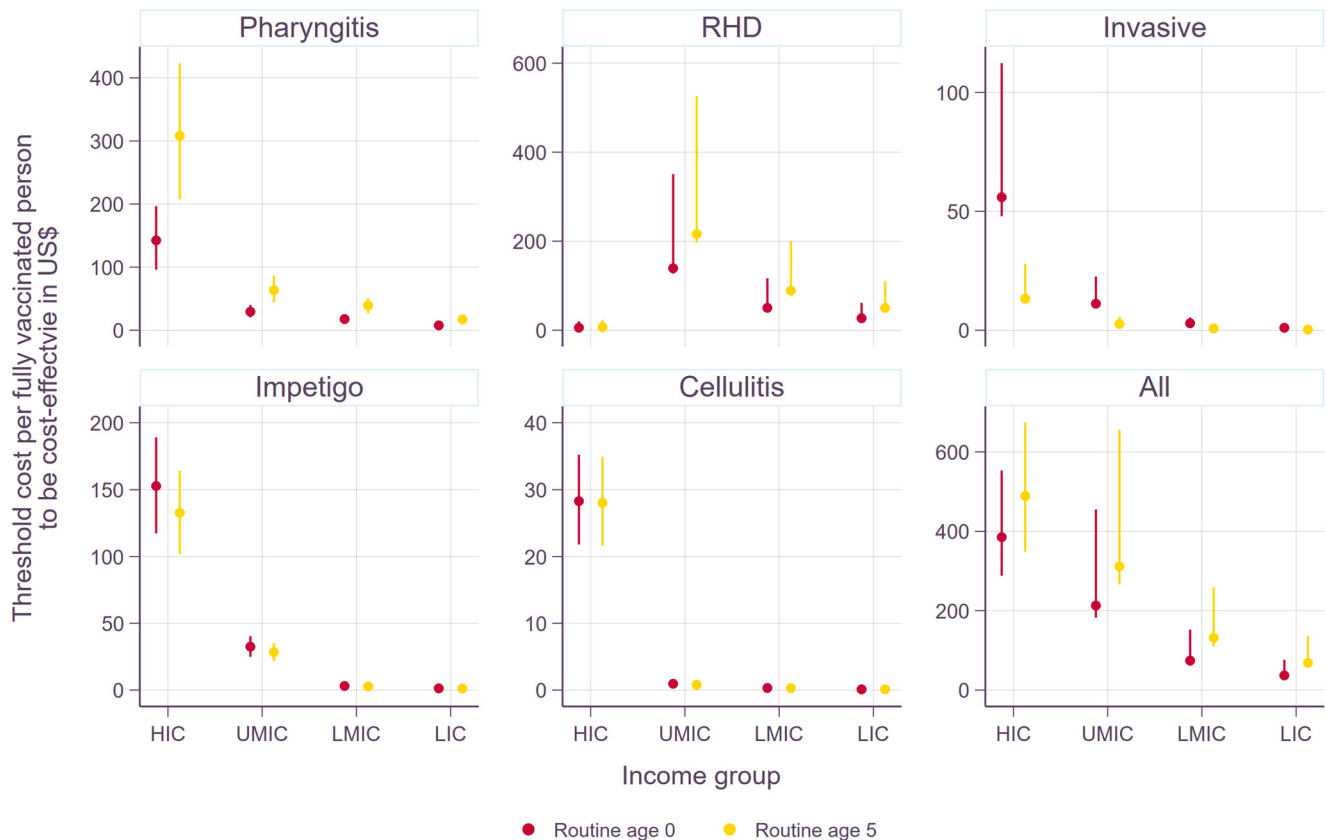 Pharyngitis
RHD
Invasive
400
300
200
100
0
600
400
200
0
100
50
0
Threshold cost per fully vaccinated person
to be cost-effectvie in US$
Impetigo
Cellulitis
All
200
150
100
50
0
40
30
20
10
0
600
400
200
0
HIC UMIC LMIC LIC
HIC UMIC LMIC LIC
HIC UMIC LMIC LIC
Income group
Routine age 0 Routine age 5